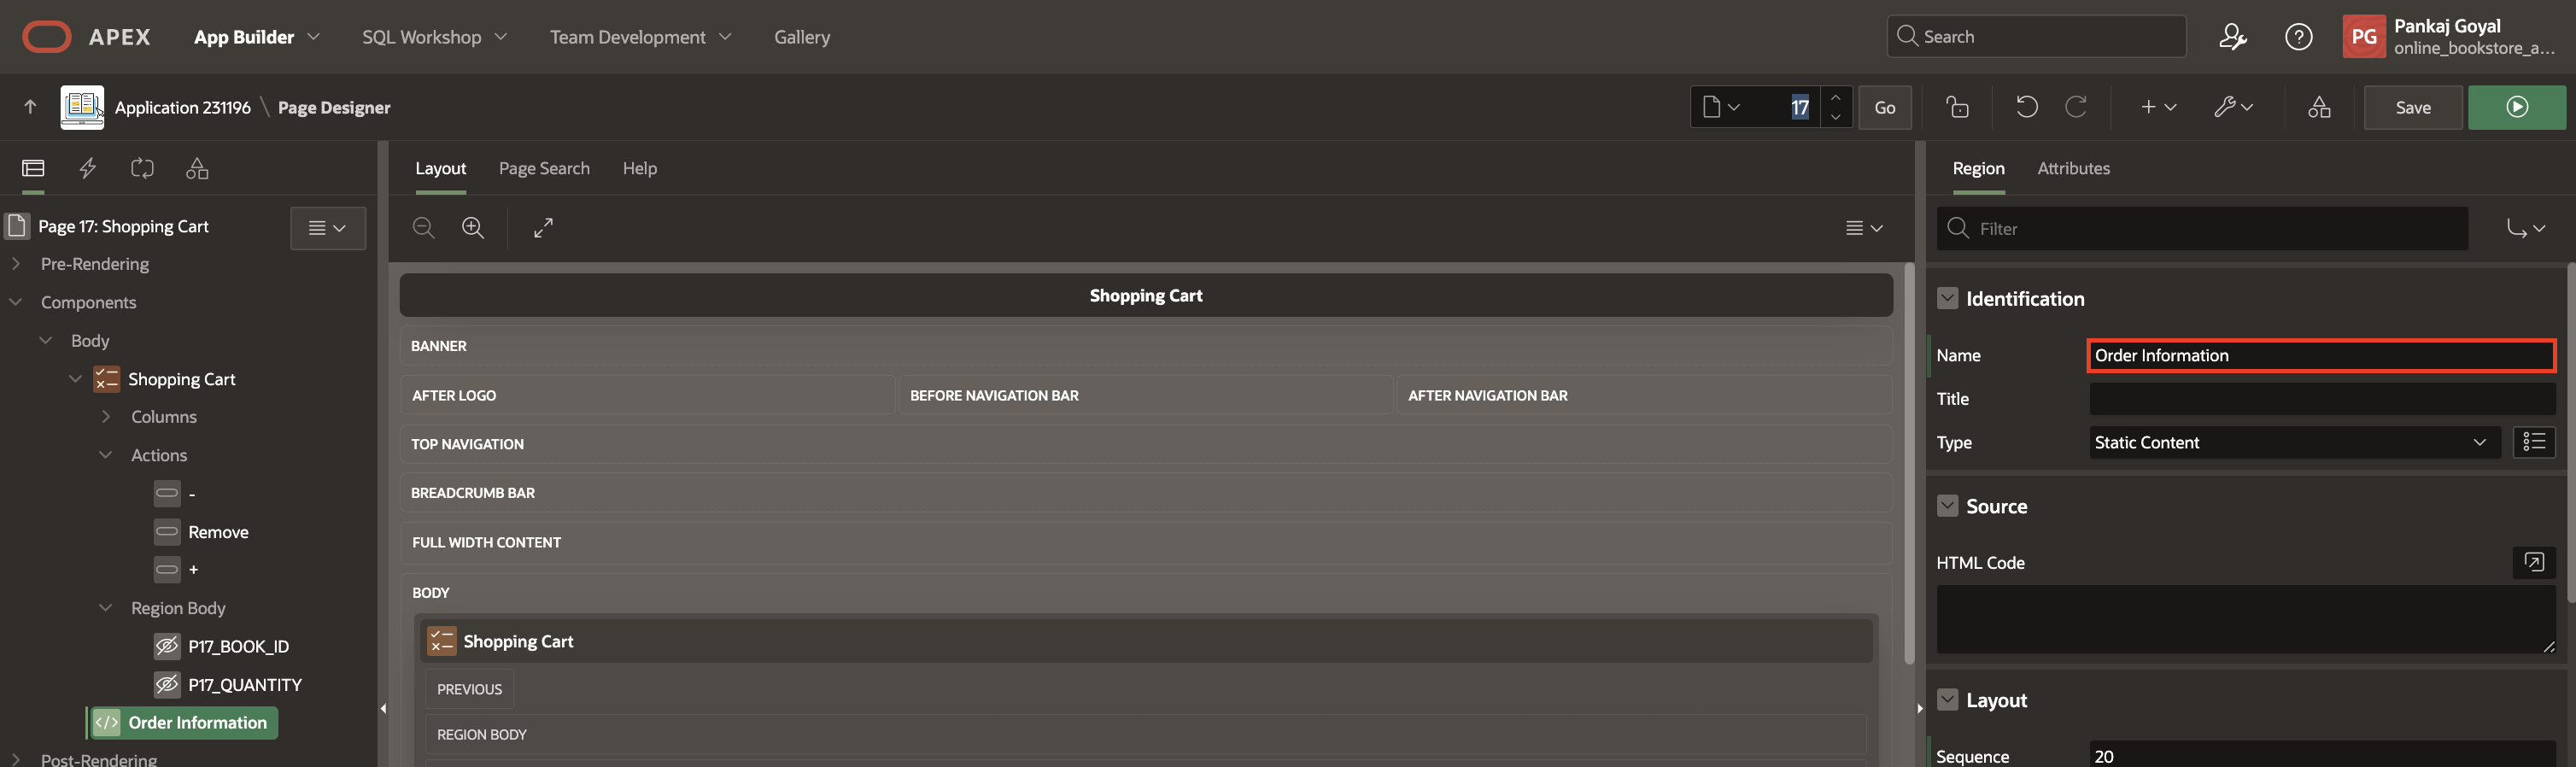 APEX App Builder SQL Workshop Team Development Gallery Search PG Pankaj Goyal
online_bookstore_a...
Application 231196 \ Page Designer 17 Go Save
Layout Page Search Help Region Attributes
Page 17: Shopping Cart
Filter
Pre-Rendering
Components
Body
Shopping Cart
Columns
Actions
-
Remove
+
Region Body
P17_BOOK_ID
P17_QUANTITY
</> Order Information
Post-Rendering
Shopping Cart
BANNER
AFTER LOGO BEFORE NAVIGATION BAR AFTER NAVIGATION BAR
TOP NAVIGATION
BREADCRUMB BAR
FULL WIDTH CONTENT
BODY
Shopping Cart
PREVIOUS
REGION BODY
Identification
Name Order Information
Title
Type Static Content
Source
HTML Code
Layout
Sequence 20